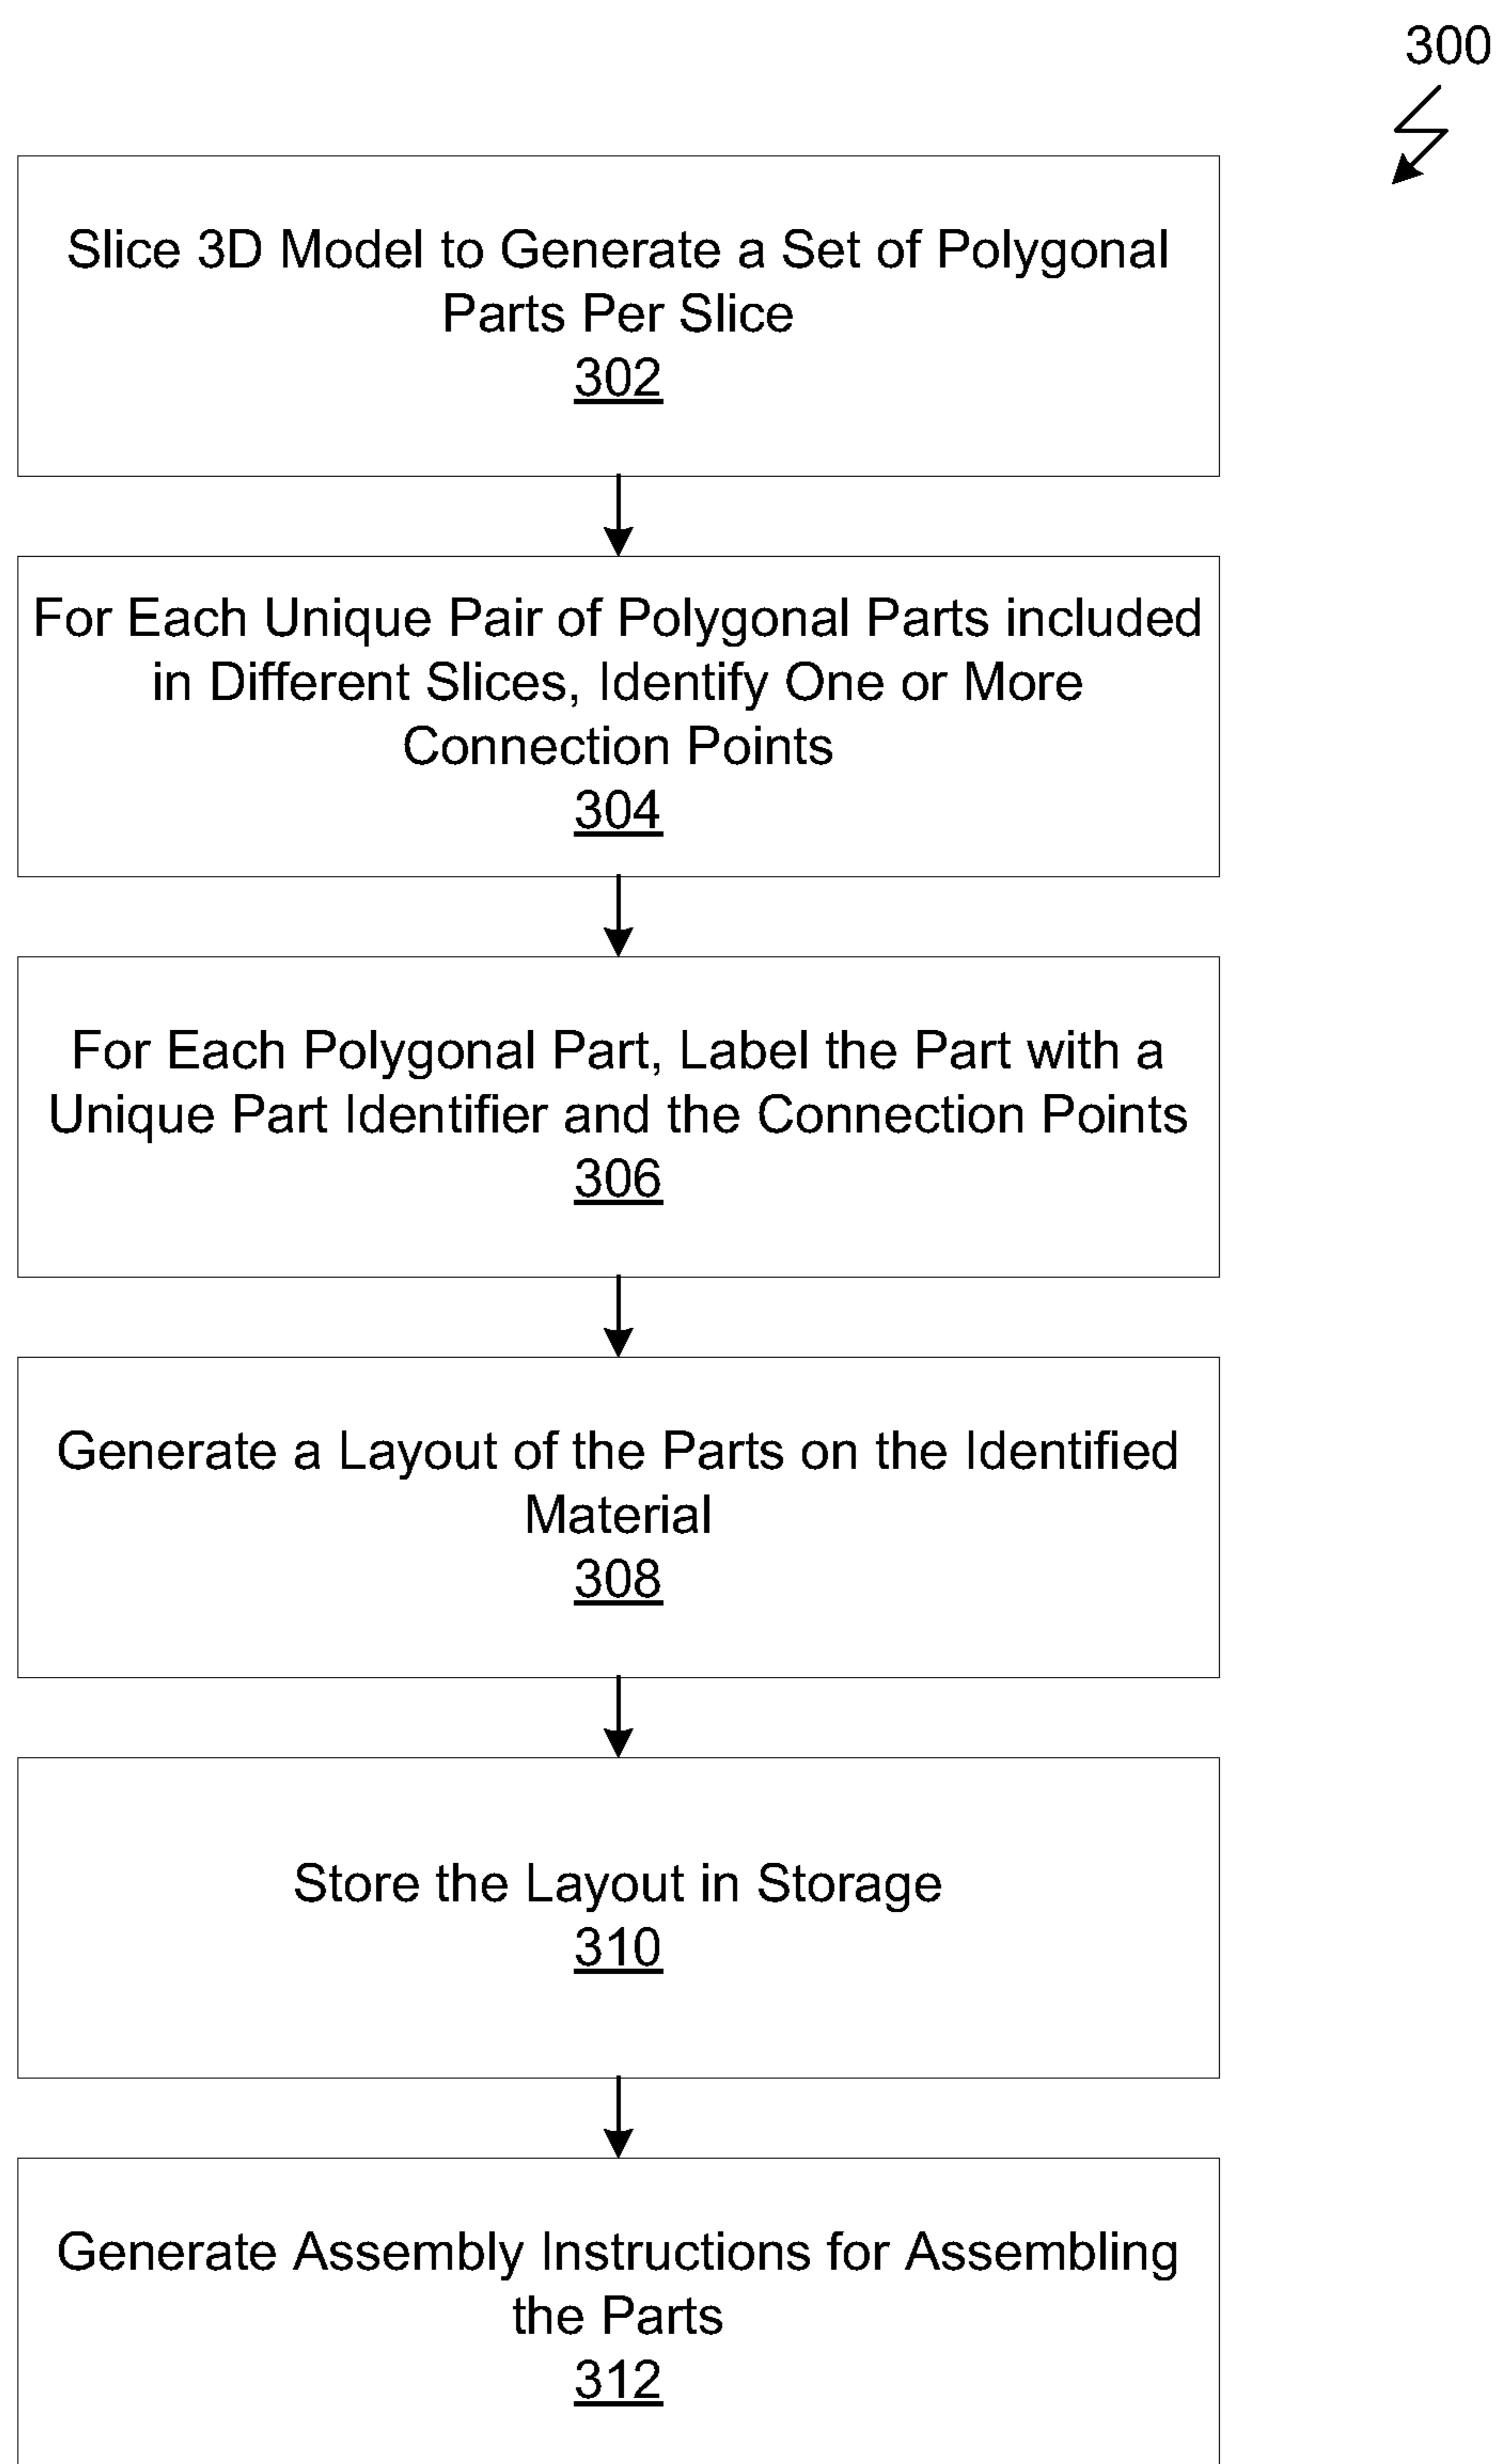 300
Slice 3D Model to Generate a Set of Polygonal
Parts Per Slice
302
For Each Unique Pair of Polygonal Parts included
in Different Slices, Identify One or More
Connection Points
304
For Each Polygonal Part, Label the Part with a
Unique Part Identifier and the Connection Points
306
Generate a Layout of the Parts on the Identified
Material
308
Store the Layout in Storage
310
Generate Assembly Instructions for Assembling
the Parts
312